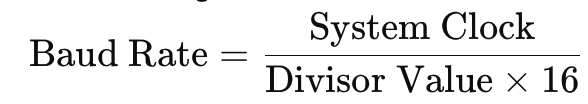 Baud Rate = System Clock / Divisor Value × 16